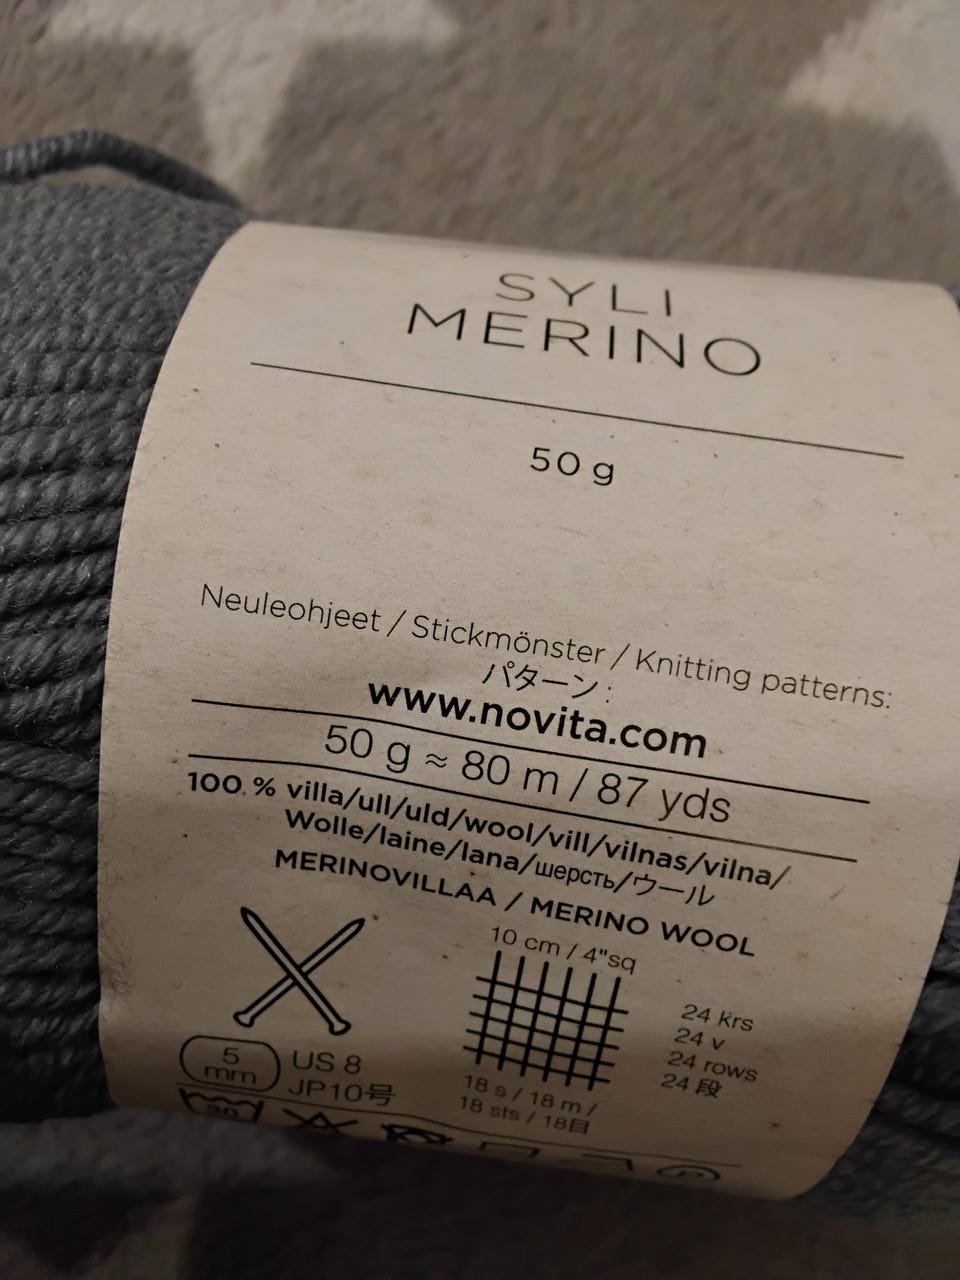 SYLI
MERINO
50 g
Neuleohjeet / Stickmönster / Knitting patterns:
パターン :
www.novita.com
50 g ≈ 80 m / 87 yds
100 % villa/ull/uld/wool/vill/vilnas/vilna/
Wolle/laine/lana/шерсть/ウール
MERINOVILLAA / MERINO WOOL
5
mm
US 8
JP10号
10 cm / 4"sq
24 krs
24 v
24 rows
24 段
18 s / 18 m /
18 sts / 18目
30